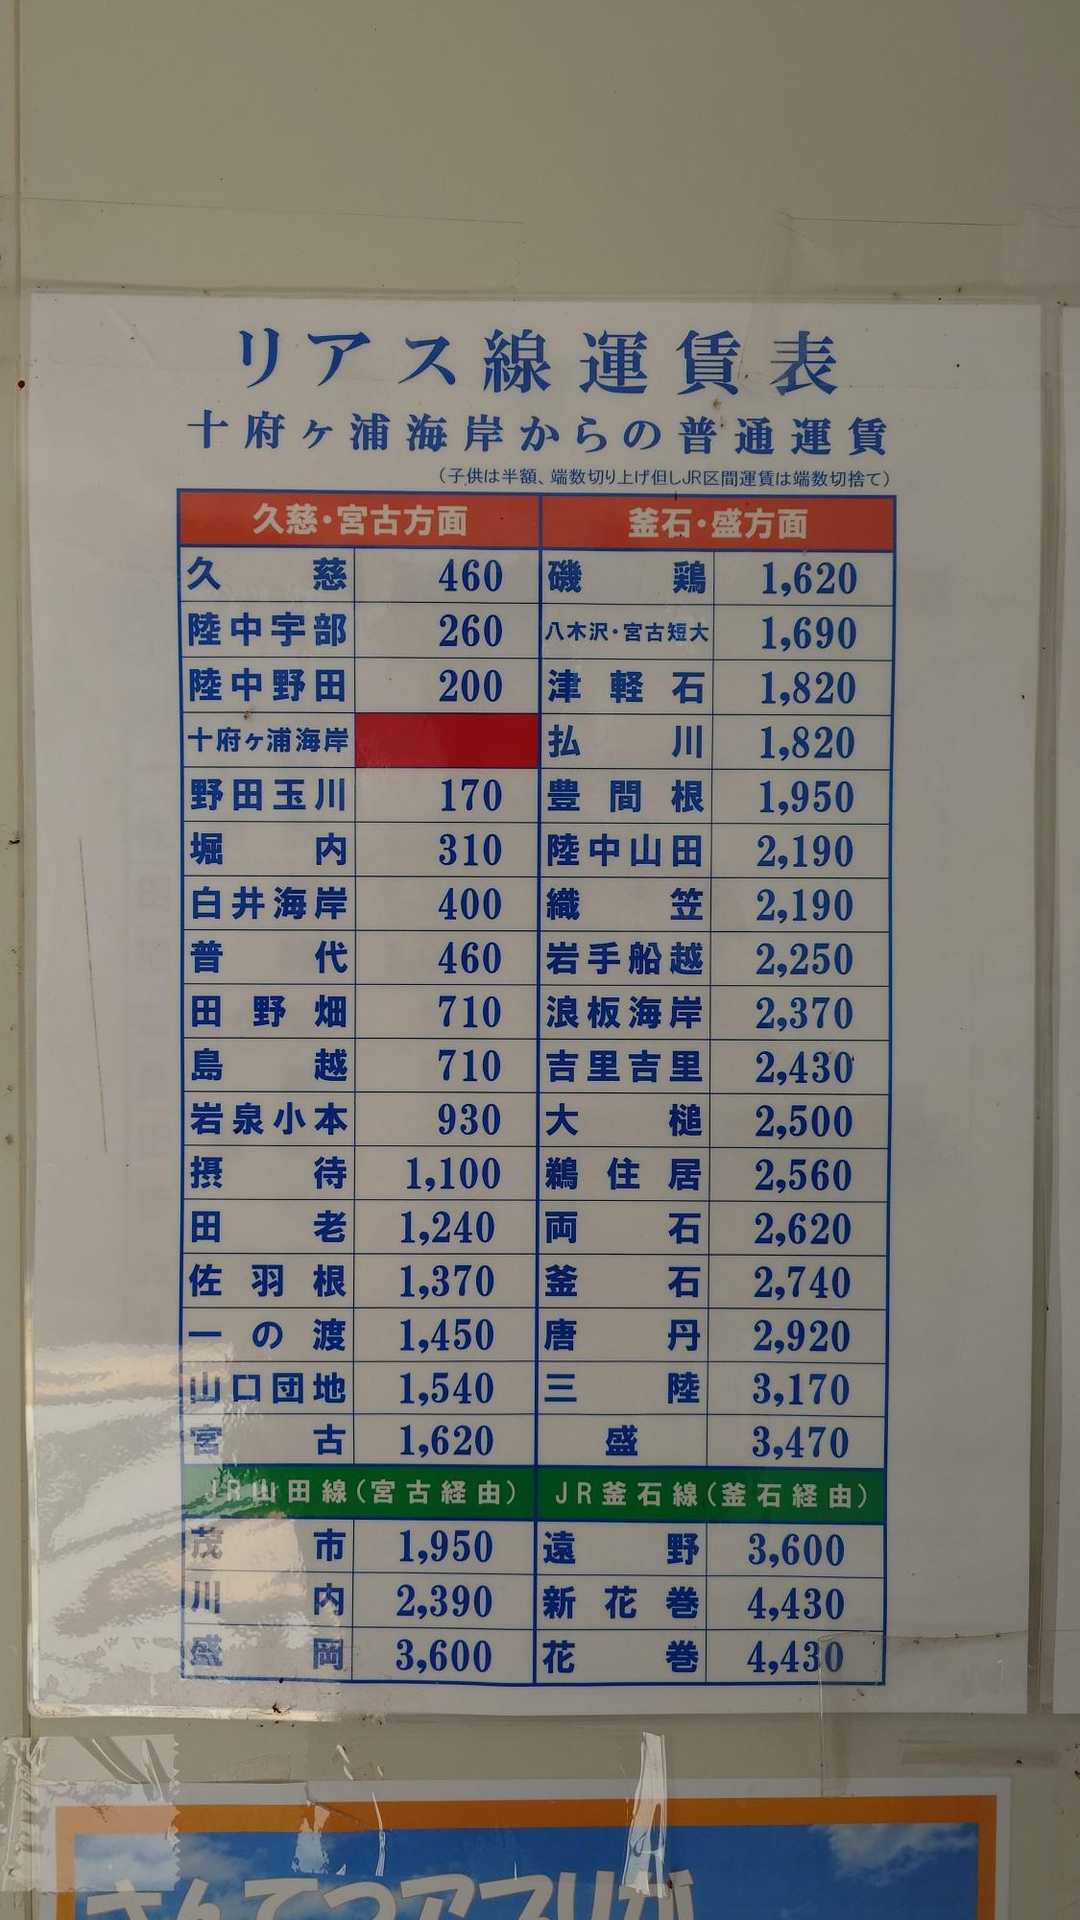 リアス線運賃表
十府ヶ浦海岸からの普通運賃
（子供は半額、端数切り上げ但しJR区間運賃は端数切捨て）
久慈・宮古方面
久慈 460
陸中宇部 260
陸中野田 200
十府ヶ浦海岸
野田玉川 170
堀内 310
白井海岸 400
普代 460
田野畑 710
島越 710
岩泉小本 930
摂待 1,100
田老 1,240
佐羽根 1,370
一の渡 1,450
山口団地 1,540
宮古 1,620
JR山田線（宮古経由）
茂市 1,950
川内 2,390
盛岡 3,600
釜石・盛方面
磯鶏 1,620
八木沢・宮古短大 1,690
津軽石 1,820
払川 1,820
豊間根 1,950
陸中山田 2,190
織笠 2,190
岩手船越 2,250
浪板海岸 2,370
吉里吉里 2,430
大槌 2,500
鵜住居 2,560
両石 2,620
釜石 2,740
唐丹 2,920
三陸 3,170
盛 3,470
JR釜石線（釜石経由）
遠野 3,600
新花巻 4,430
花巻 4,430
さんてつアプリが